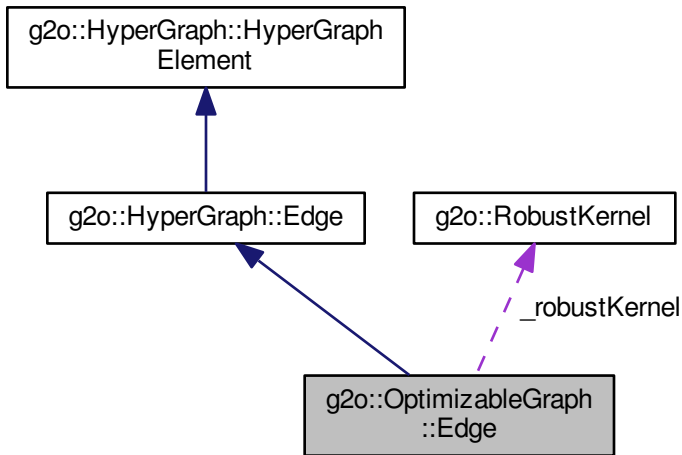 g2o::HyperGraph::HyperGraph
Element
g2o::HyperGraph::Edge
g2o::RobustKernel
_robustKernel
g2o::OptimizableGraph
::Edge